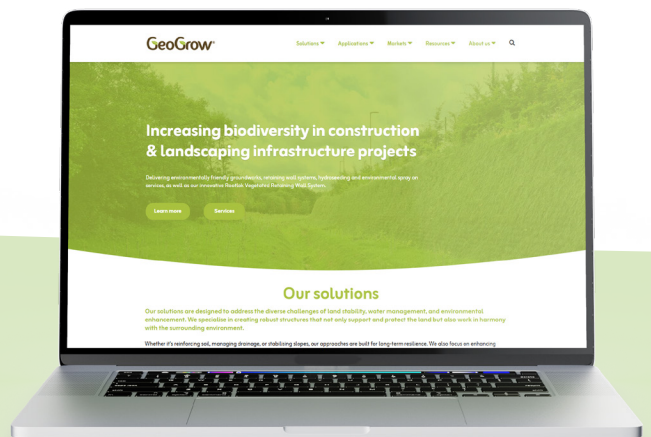 GeoGrow
Solutions Applications Markets Resources About us
Increasing biodiversity in construction
& landscaping infrastructure projects
Delivering environmentally friendly groundworks, retaining wall systems, hydroseeding and environmental spray on
services, as well as our innovative Rootlok Vegetated Retaining Wall System.
Learn more Services
Our solutions
Our solutions are designed to address the diverse challenges of land stability, water management, and environmental
enhancement. We specialise in creating robust structures that not only support and protect the land but also work in harmony
with the surrounding environment.
Whether it's reinforcing soil, managing drainage, or stabilising slopes, our approaches are built for long-term resilience. We also focus on enhancing